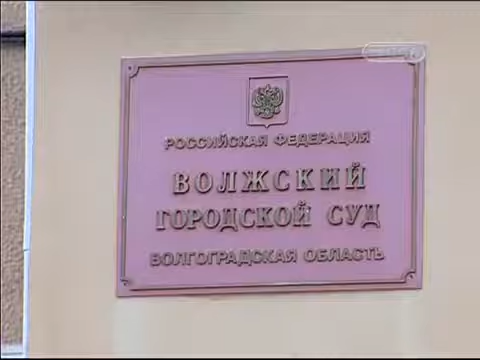 РОССИЙСКАЯ ФЕДЕРАЦИЯ
ВОЛЖСКИЙ
ГОРОДСКОЙ СУД
ВОЛГОГРАДСКАЯ ОБЛАСТЬ